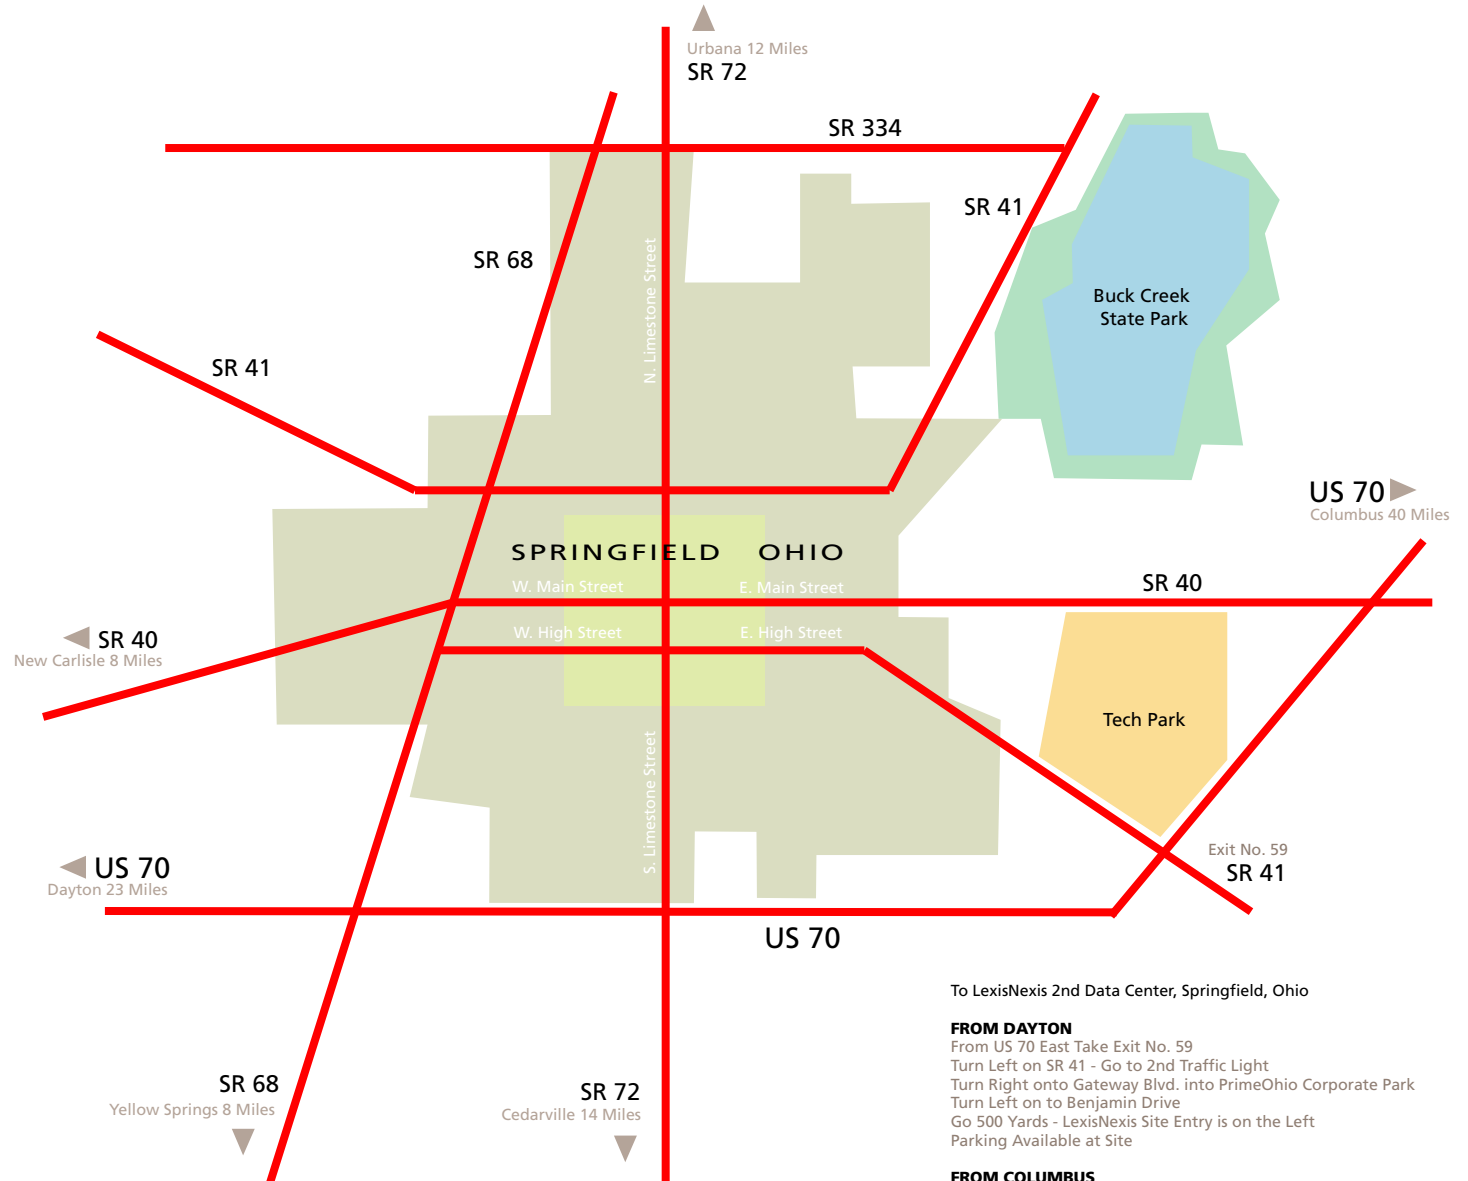 Urbana 12 Miles
SR 72
SR 334
SR 41
SR 68
N. Limestone Street
Buck Creek
State Park
SR 41
US 70
Columbus 40 Miles
SPRINGFIELD OHIO
W. Main Street
E. Main Street
SR 40
W. High Street
E. High Street
SR 40
New Carlisle 8 Miles
Tech Park
S. Limestone Street
Exit No. 59
SR 41
US 70
Dayton 23 Miles
US 70
To LexisNexis 2nd Data Center, Springfield, Ohio
FROM DAYTON
From US 70 East Take Exit No. 59
Turn Left on SR 41 - Go to 2nd Traffic Light
Turn Right onto Gateway Blvd. into PrimeOhio Corporate Park
Turn Left on to Benjamin Drive
Go 500 Yards - LexisNexis Site Entry is on the Left
Parking Available at Site
SR 68
Yellow Springs 8 Miles
SR 72
Cedarville 14 Miles
FROM COLUMBUS